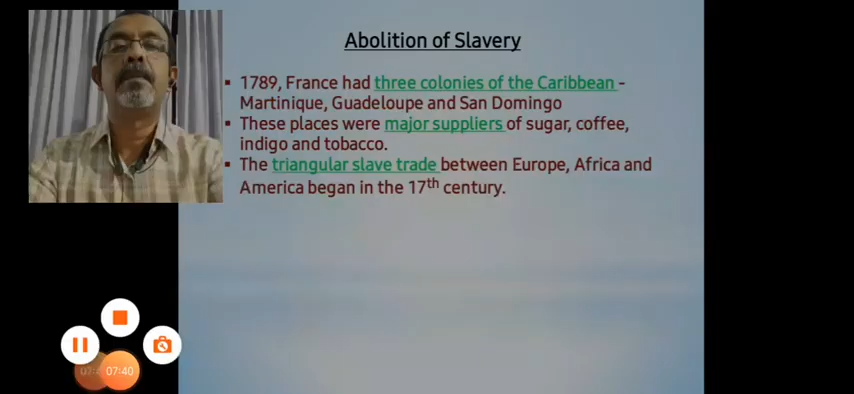 Abolition of Slavery
▪ 1789, France had three colonies of the Caribbean -
Martinique, Guadeloupe and San Domingo
▪ These places were major suppliers of sugar, coffee,
indigo and tobacco.
▪ The triangular slave trade between Europe, Africa and
America began in the 17th century.
07:40